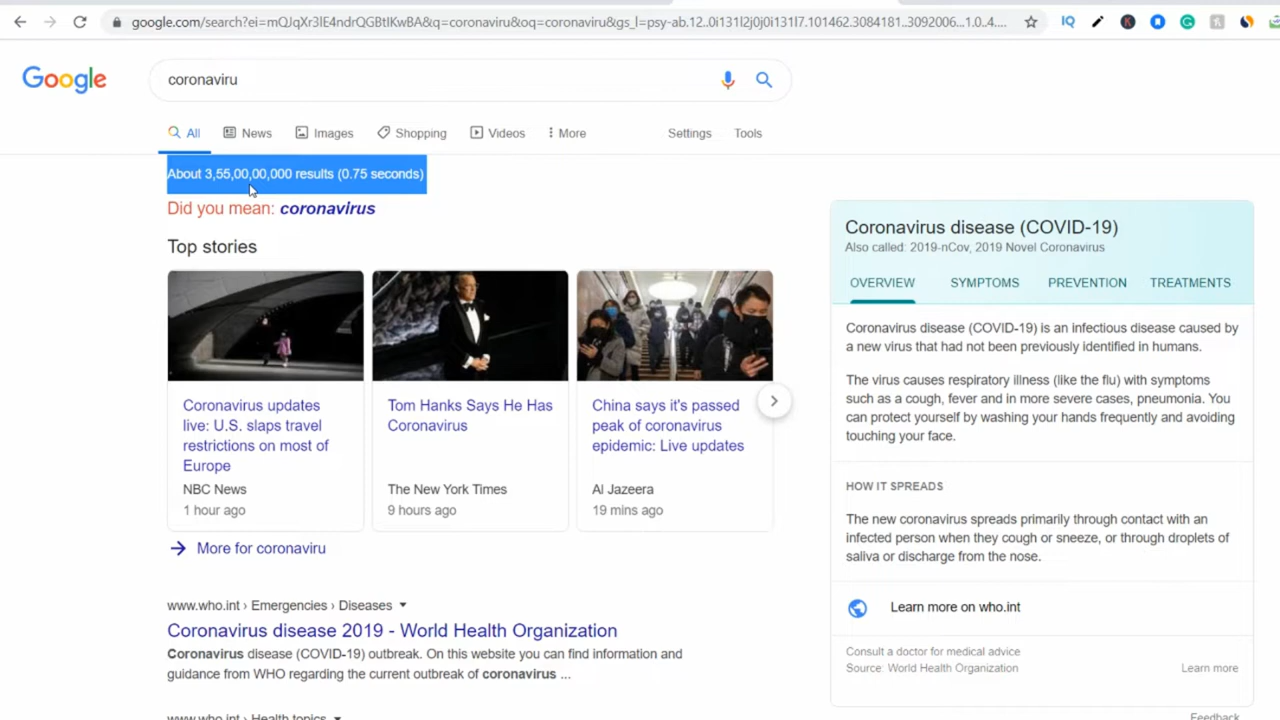 google.com/search?ei=mQJqXr3IE4ndrQGBtIKwBA&q=coronaviru&oq=coronaviru&gs_l=psy-ab.12..0i131l2j0j0i131l7.101462.3084181..3092006...1.0..4....
Google
coronaviru
All News Images Shopping Videos More Settings Tools
About 3,55,00,00,000 results (0.75 seconds)
Did you mean: coronavirus
Top stories
Coronavirus updates
live: U.S. slaps travel
restrictions on most of
Europe
NBC News
1 hour ago
Tom Hanks Says He Has
Coronavirus
The New York Times
9 hours ago
China says it's passed
peak of coronavirus
epidemic: Live updates
Al Jazeera
19 mins ago
More for coronaviru
www.who.int › Emergencies › Diseases
Coronavirus disease 2019 - World Health Organization
Coronavirus disease (COVID-19) outbreak. On this website you can find information and
guidance from WHO regarding the current outbreak of coronavirus ...
www.who.int › Health topics
Coronavirus disease (COVID-19)
Also called: 2019-nCov, 2019 Novel Coronavirus
OVERVIEW SYMPTOMS PREVENTION TREATMENTS
Coronavirus disease (COVID-19) is an infectious disease caused by
a new virus that had not been previously identified in humans.
The virus causes respiratory illness (like the flu) with symptoms
such as a cough, fever and in more severe cases, pneumonia. You
can protect yourself by washing your hands frequently and avoiding
touching your face.
HOW IT SPREADS
The new coronavirus spreads primarily through contact with an
infected person when they cough or sneeze, or through droplets of
saliva or discharge from the nose.
Learn more on who.int
Consult a doctor for medical advice
Source: World Health Organization
Learn more
Feedback